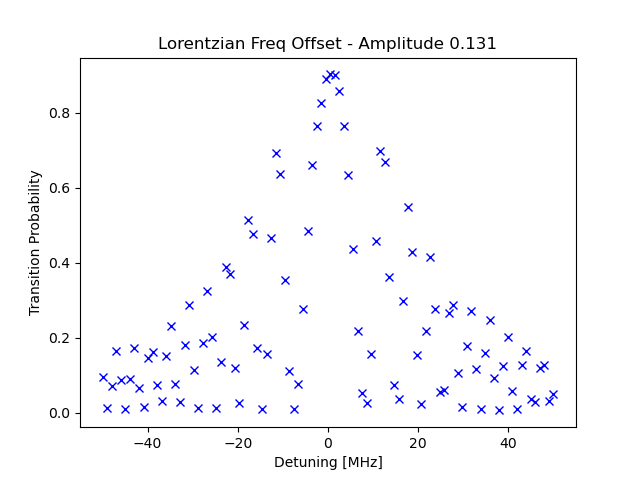 Lorentzian Freq Offset - Amplitude 0.131
Transition Probability
0.8
0.6
0.4
0.2
0.0
−40 −20 0 20 40
Detuning [MHz]